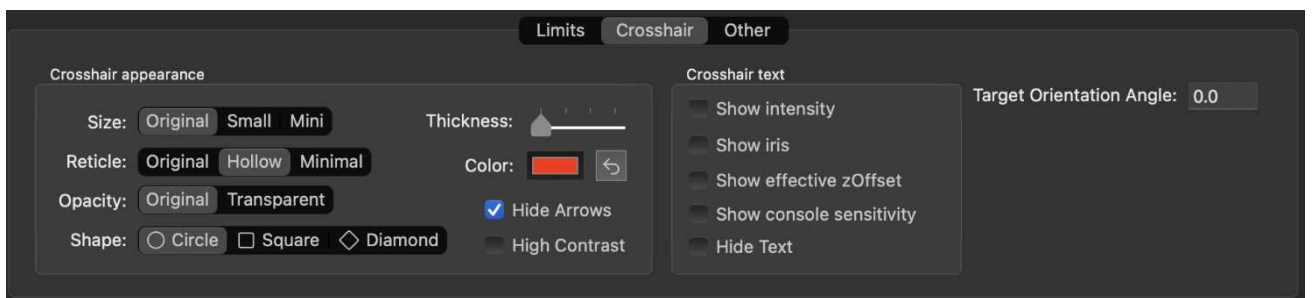 Limits Crosshair Other
Crosshair appearance
Size: Original Small Mini
Thickness:
Reticle: Original Hollow Minimal
Color:
Opacity: Original Transparent
Hide Arrows
Shape: Circle Square Diamond
High Contrast
Crosshair text
Show intensity
Show iris
Show effective zOffset
Show console sensitivity
Hide Text
Target Orientation Angle: 0.0